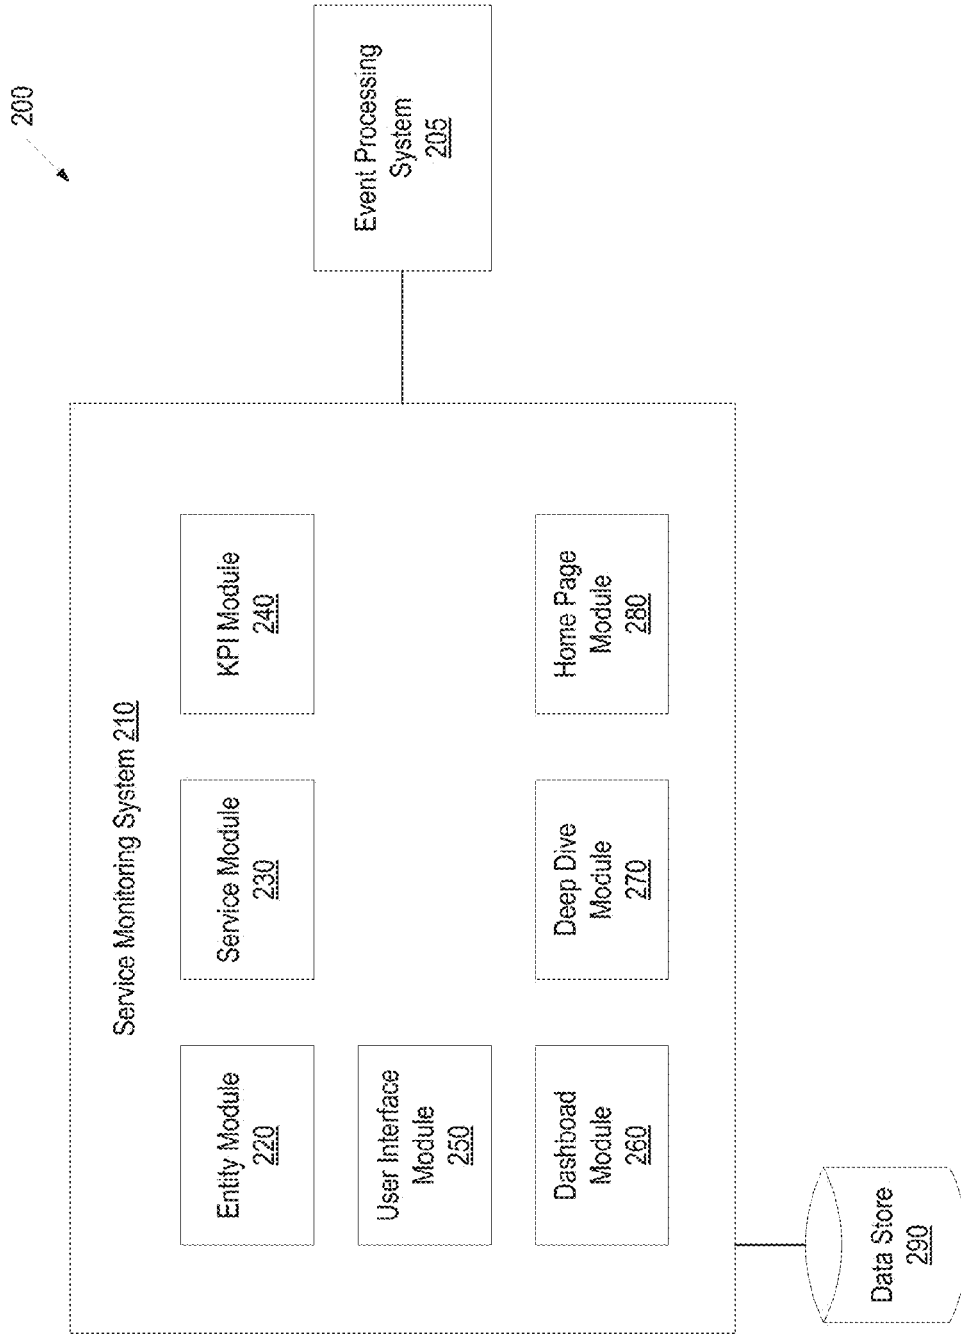 200
Service Monitoring System 210
Entity Module
220
Service Module
230
KPI Module
240
User Interface
Module
250
Dashboad
Module
260
Deep Dive
Module
270
Home Page
Module
280
Event Processing
System
205
Data Store
290